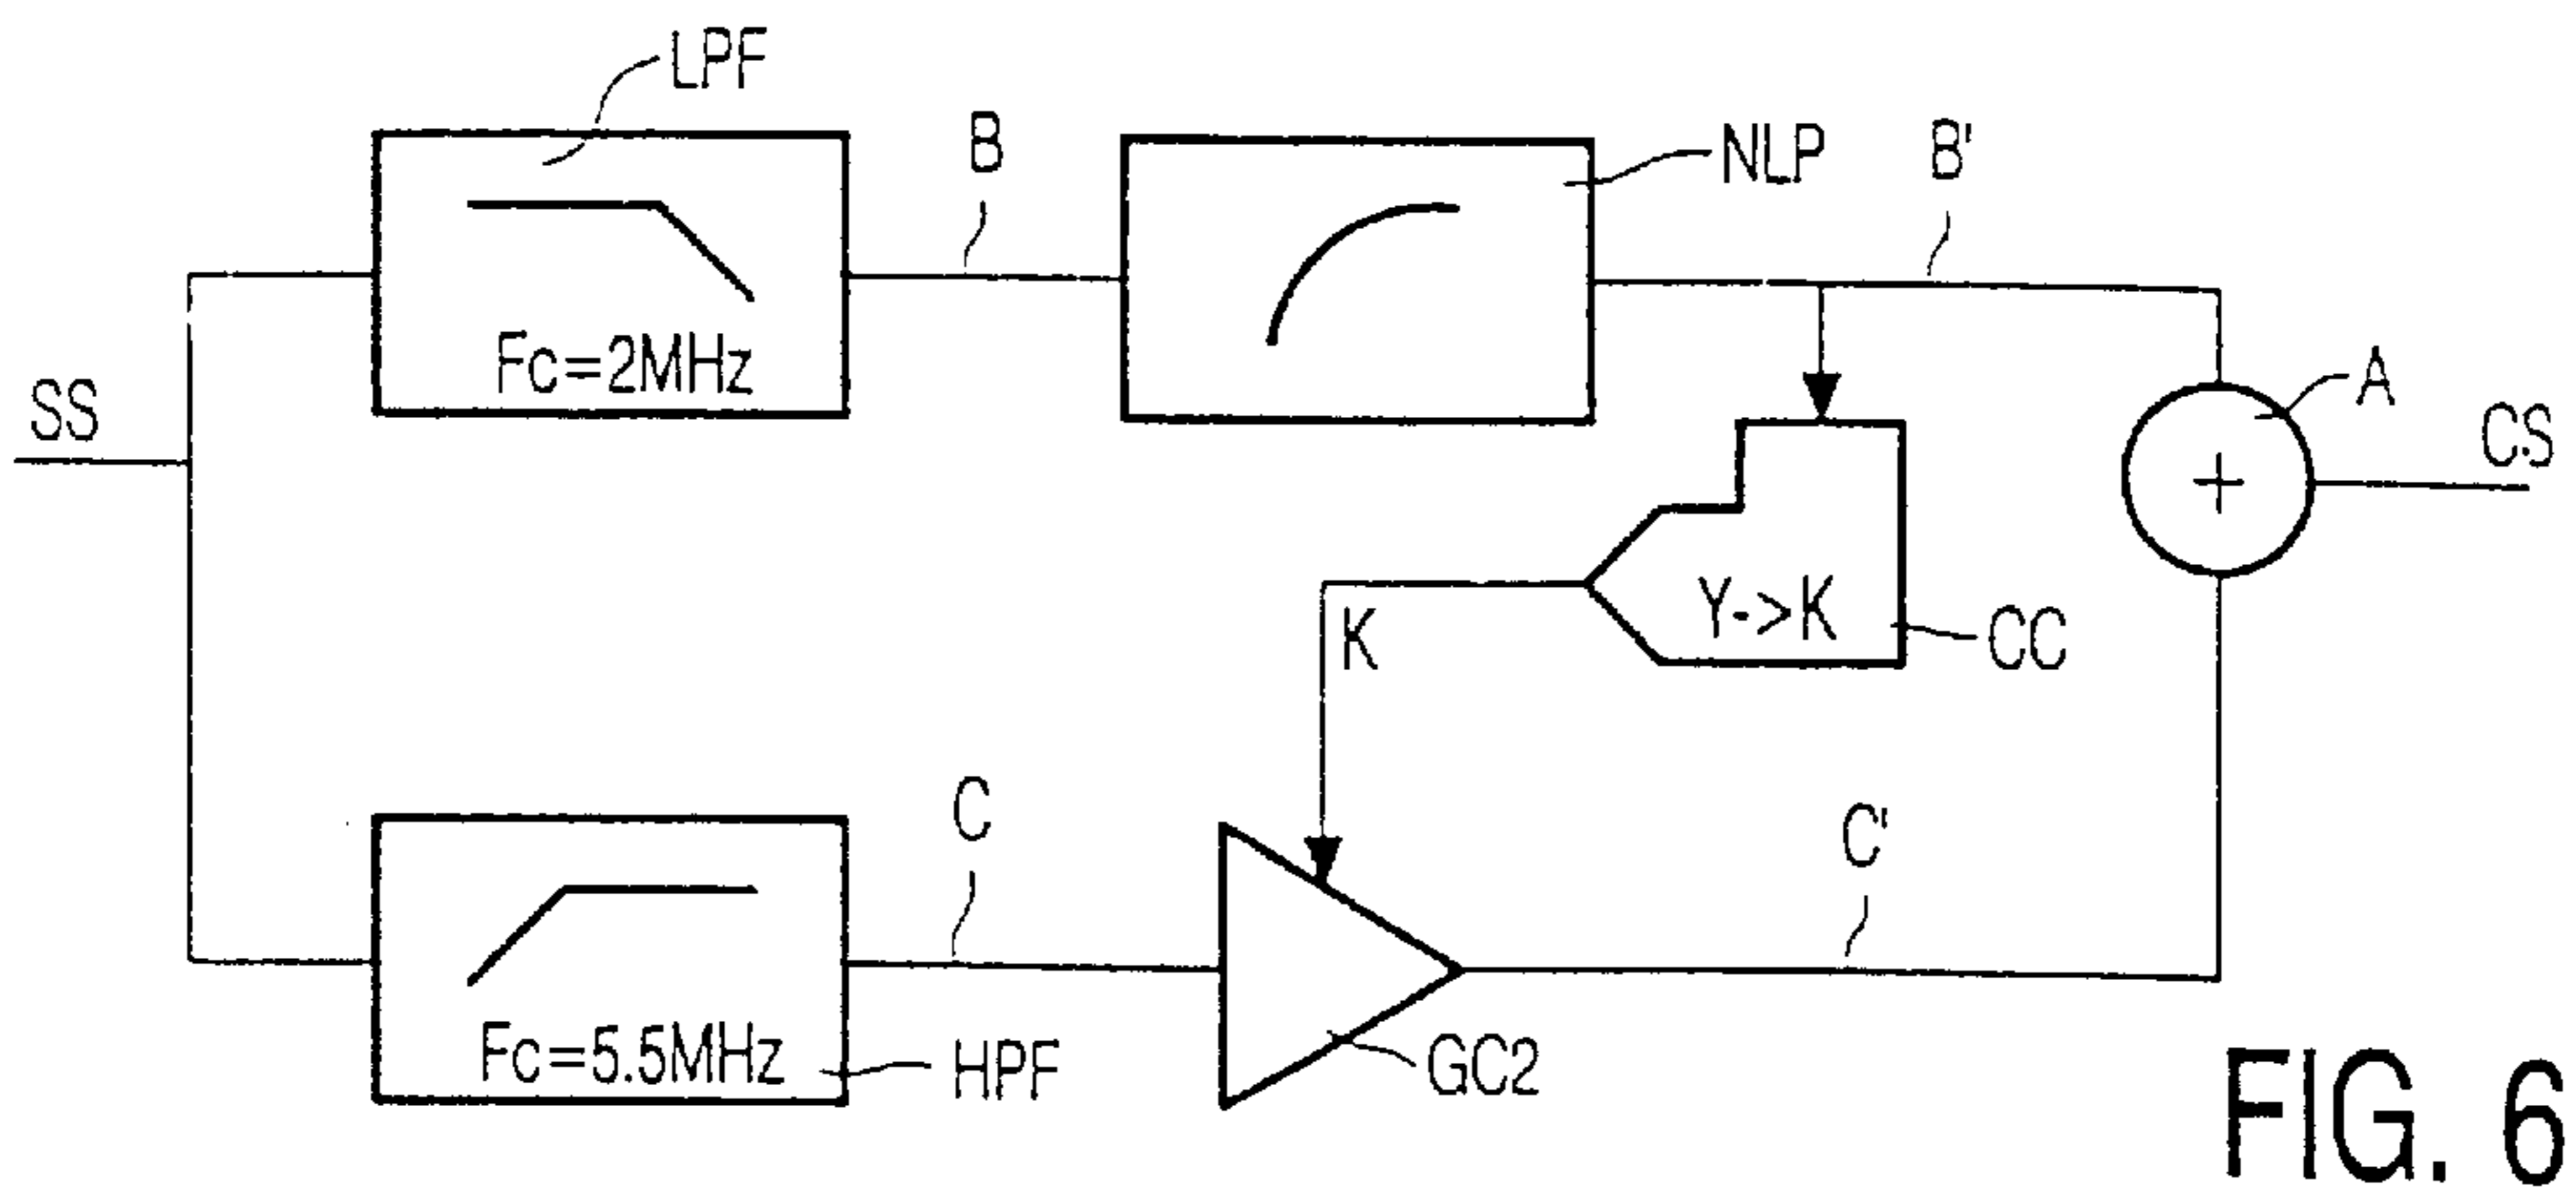 LPF
B
NLP
B'
Fc=2MHz
SS
A
CS
Y->K
K
CC
C
C'
Fc=5.5MHz
HPF
GC2
+
FIG. 6